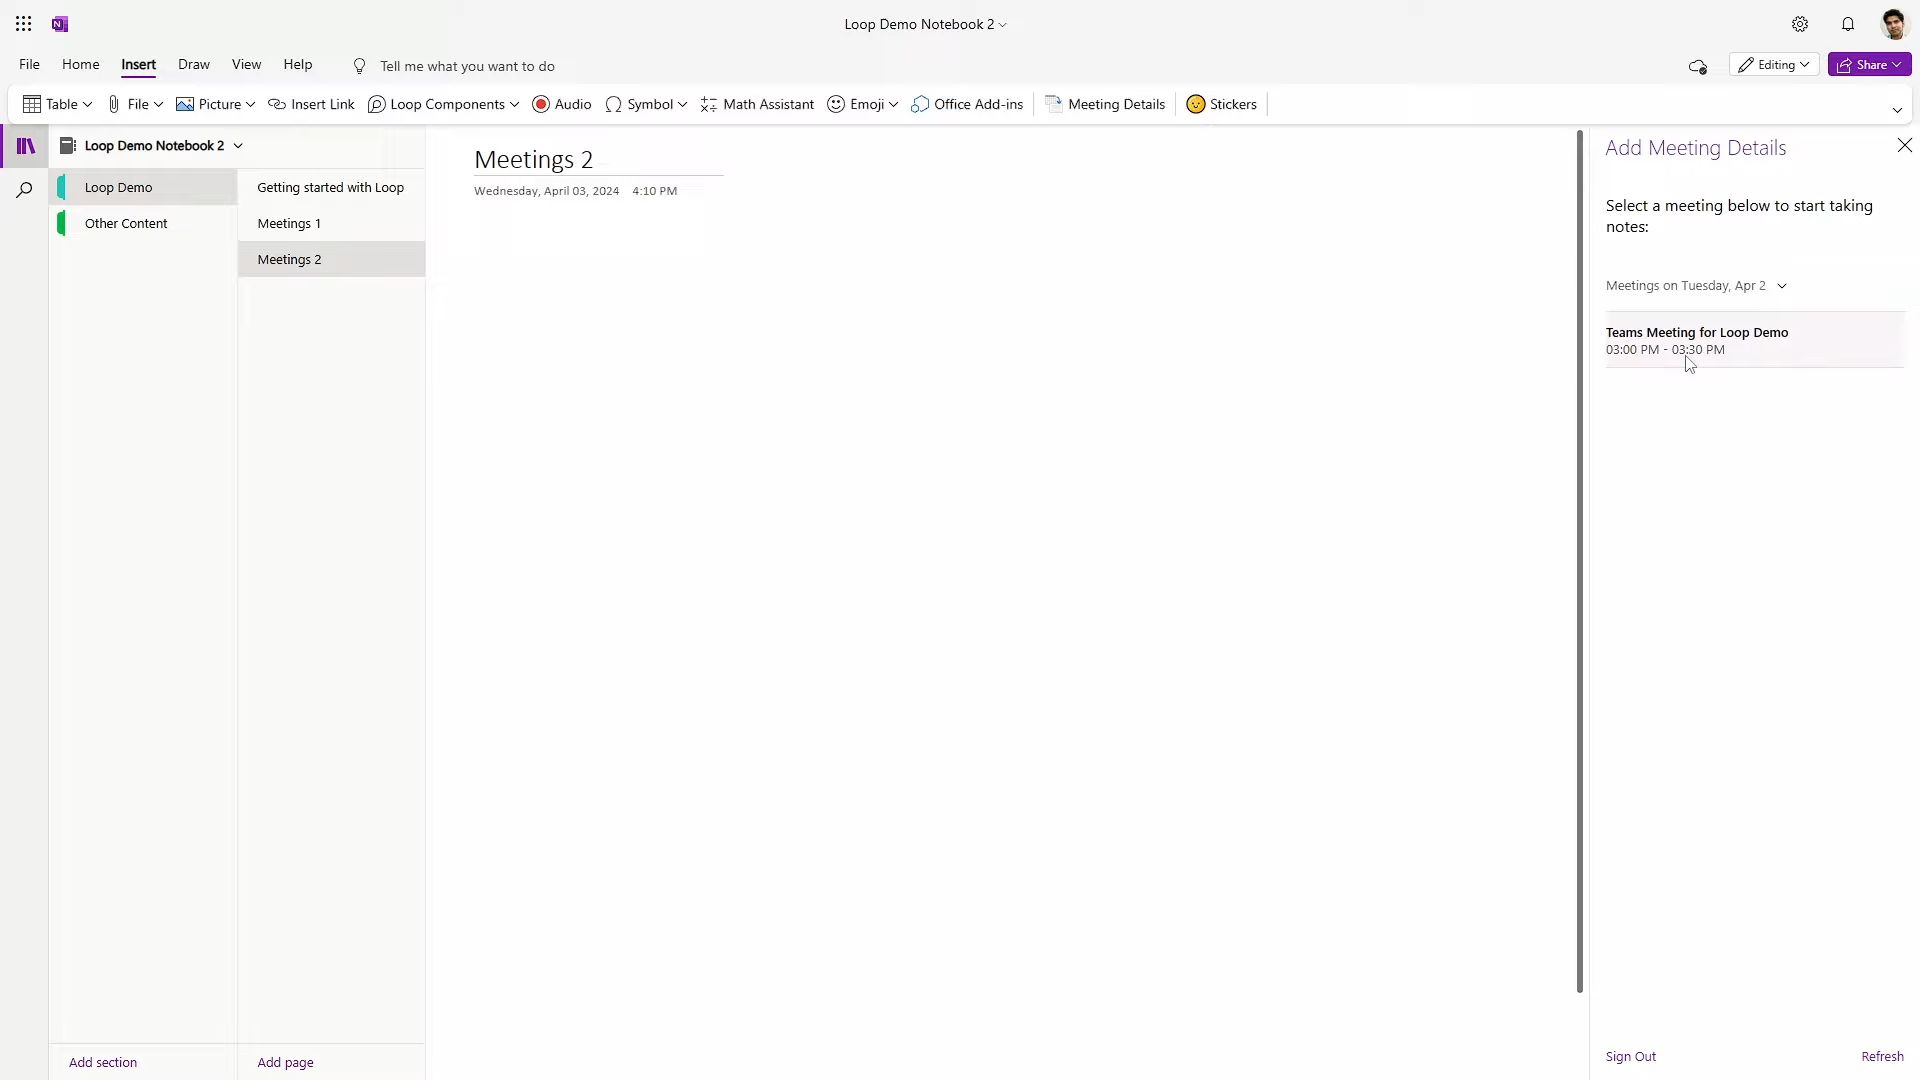 Loop Demo Notebook 2
File Home Insert Draw View Help Tell me what you want to do Editing Share
Table File Picture Insert Link Loop Components Audio Symbol Math Assistant Emoji Office Add-ins Meeting Details Stickers
Loop Demo Notebook 2
Loop Demo
Other Content
Getting started with Loop
Meetings 1
Meetings 2
Add section
Add page
Meetings 2
Wednesday, April 03, 2024 4:10 PM
Add Meeting Details
Select a meeting below to start taking
notes:
Meetings on Tuesday, Apr 2
Teams Meeting for Loop Demo
03:00 PM - 03:30 PM
Sign Out Refresh